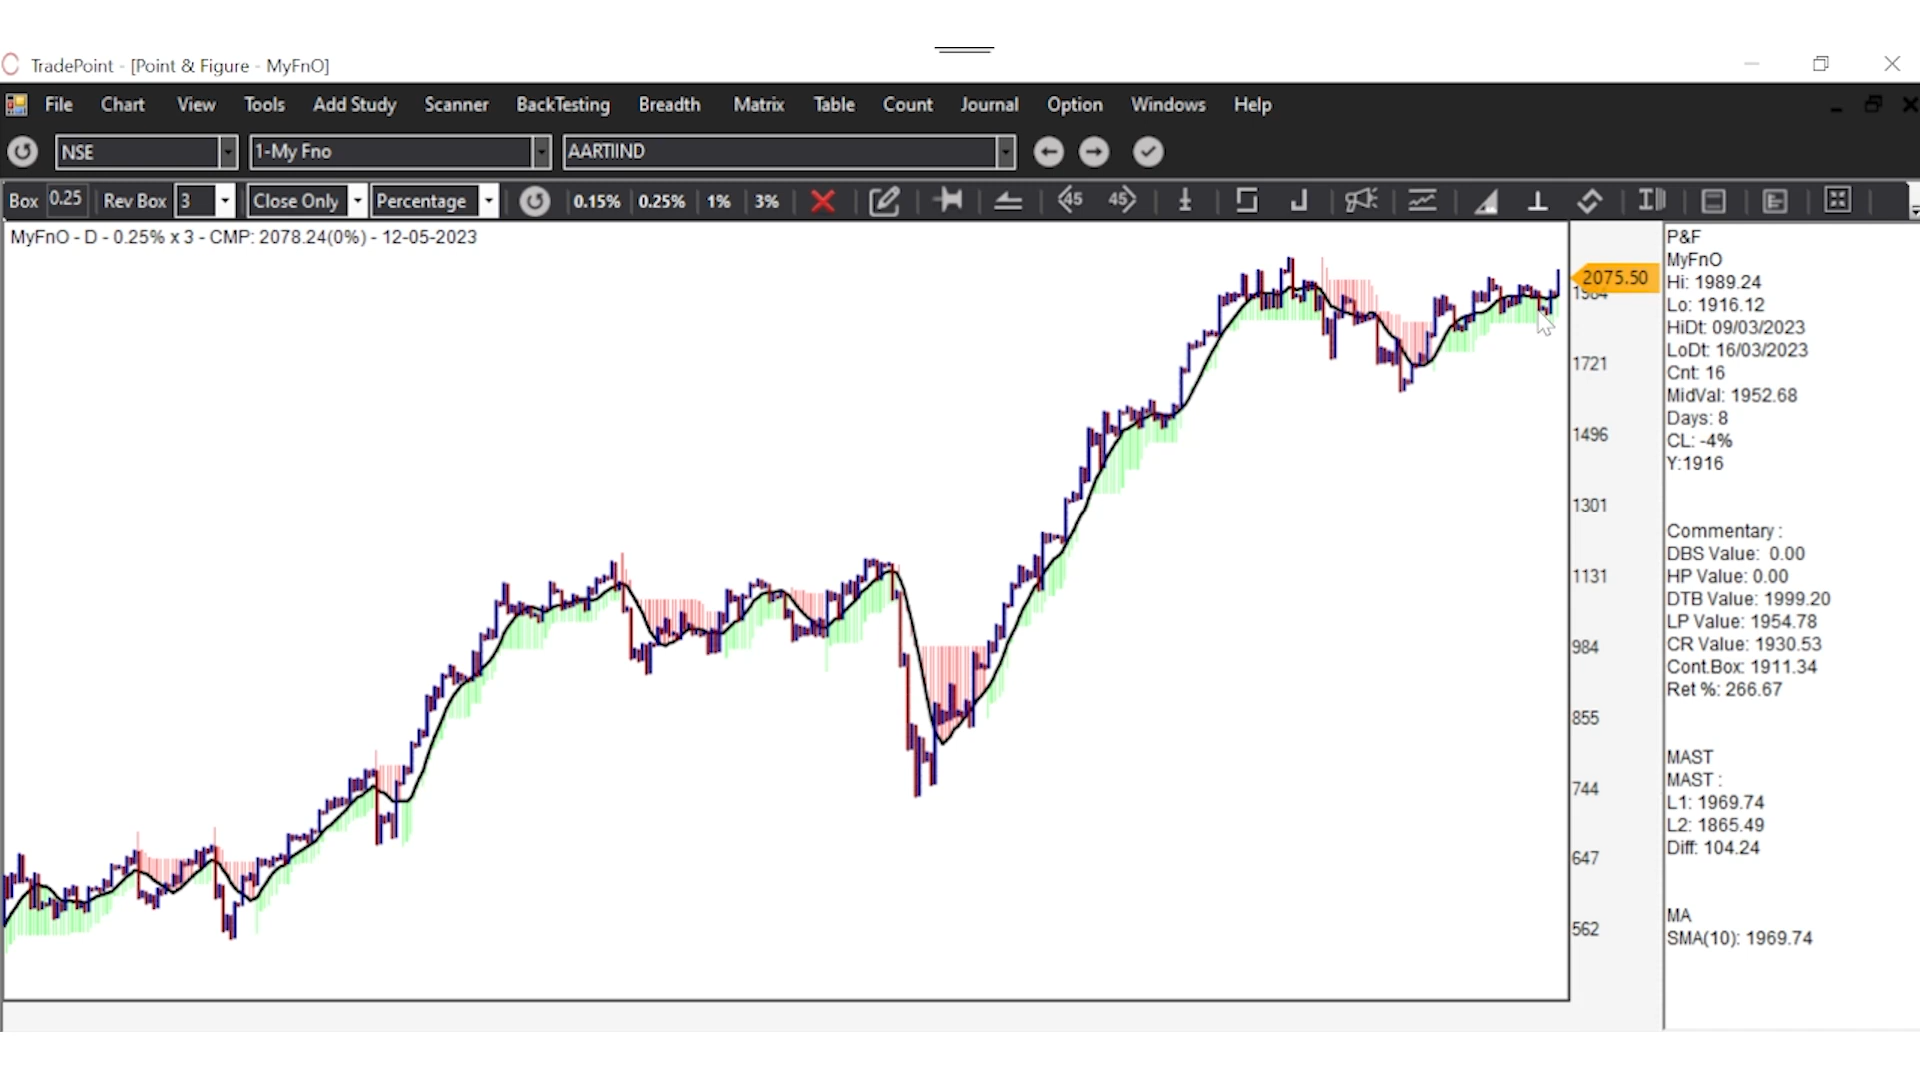 TradePoint - [Point & Figure - MyFnO]
File Chart View Tools Add Study Scanner BackTesting Breadth Matrix Table Count Journal Option Windows Help
NSE 1-My Fno AARTIIND
Box 0.25 Rev Box 3 Close Only Percentage 0.15% 0.25% 1% 3% 45 45
MyFnO - D - 0.25% x 3 - CMP: 2078.24(0%) - 12-05-2023
2075.50
1984
1721
1496
1301
1131
984
855
744
647
562
P&F
MyFnO
Hi: 1989.24
Lo: 1916.12
HiDt: 09/03/2023
LoDt: 16/03/2023
Cnt: 16
MidVal: 1952.68
Days: 8
CL: -4%
Y:1916
Commentary :
DBS Value: 0.00
HP Value: 0.00
DTB Value: 1999.20
LP Value: 1954.78
CR Value: 1930.53
Cont.Box: 1911.34
Ret %: 266.67
MAST
MAST :
L1: 1969.74
L2: 1865.49
Diff: 104.24
MA
SMA(10): 1969.74